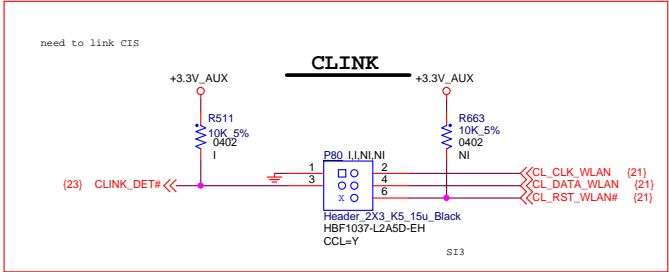 need to link CIS
CLINK
+3.3V_AUX
+3.3V_AUX
R511
10K_5%
0402
I
R663
10K_5%
0402
NI
P80 I,I,NI,NI
1
2
CL_CLK_WLAN {21}
{23} CLINK_DET#
3
4
CL_DATA_WLAN {21}
X
6
CL_RST_WLAN# {21}
Header_2X3_K5_15u_Black
HBF1037-L2A5D-EH
CCL=Y
SI3